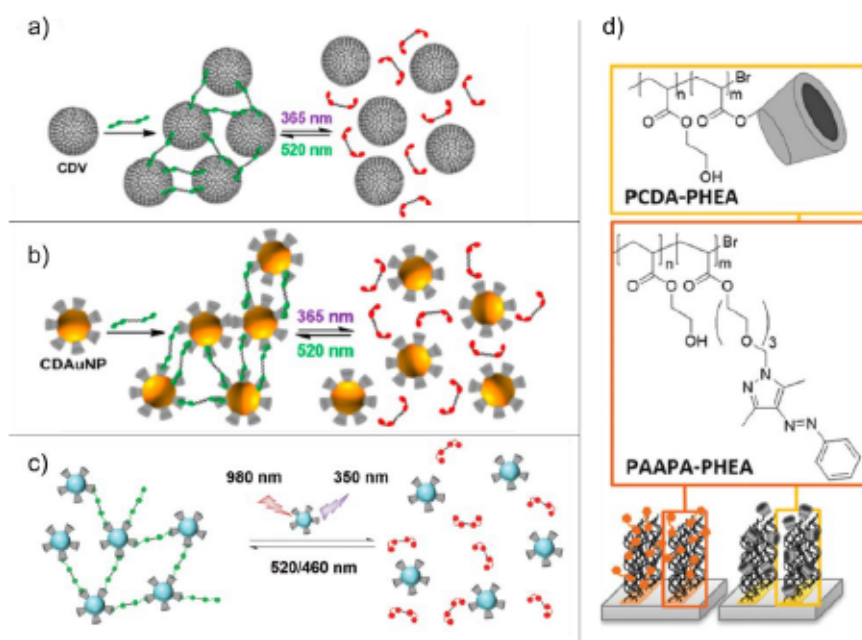 a)
CDV
365 nm
520 nm
b)
CDAuNP
365 nm
520 nm
c)
980 nm
350 nm
520/460 nm
d)
n
m
Br
O
O
O
O
OH
PCDA-PHEA
n
m
Br
O
O
O
O
OH
O
3
N
N
N=N
PAAPA-PHEA